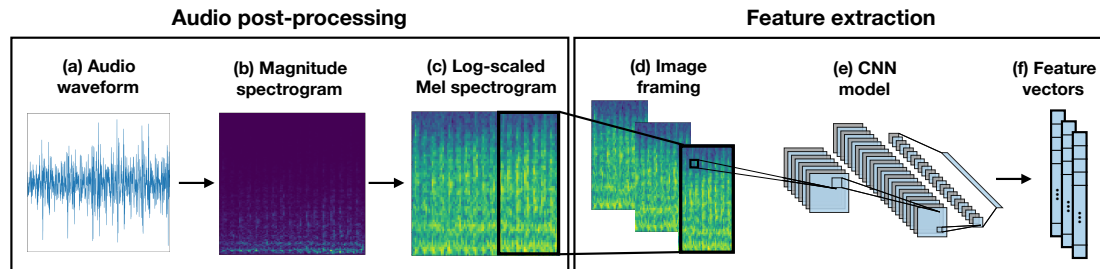 Audio post-processing
Feature extraction
(a) Audio
waveform
(b) Magnitude
spectrogram
(c) Log-scaled
Mel spectrogram
(d) Image
framing
(e) CNN
model
(f) Feature
vectors